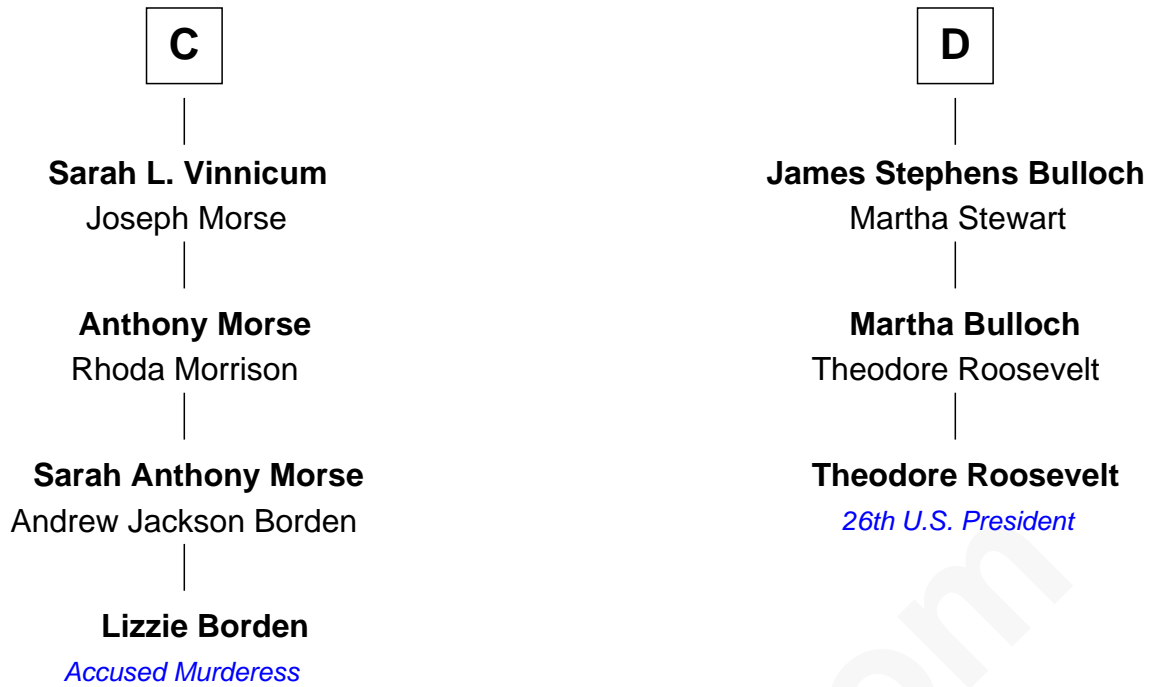 C
Sarah L. Vinnicum
Joseph Morse
Anthony Morse
Rhoda Morrison
Sarah Anthony Morse
Andrew Jackson Borden
Lizzie Borden
Accused Murderess
D
James Stephens Bulloch
Martha Stewart
Martha Bulloch
Theodore Roosevelt
Theodore Roosevelt
26th U.S. President
om